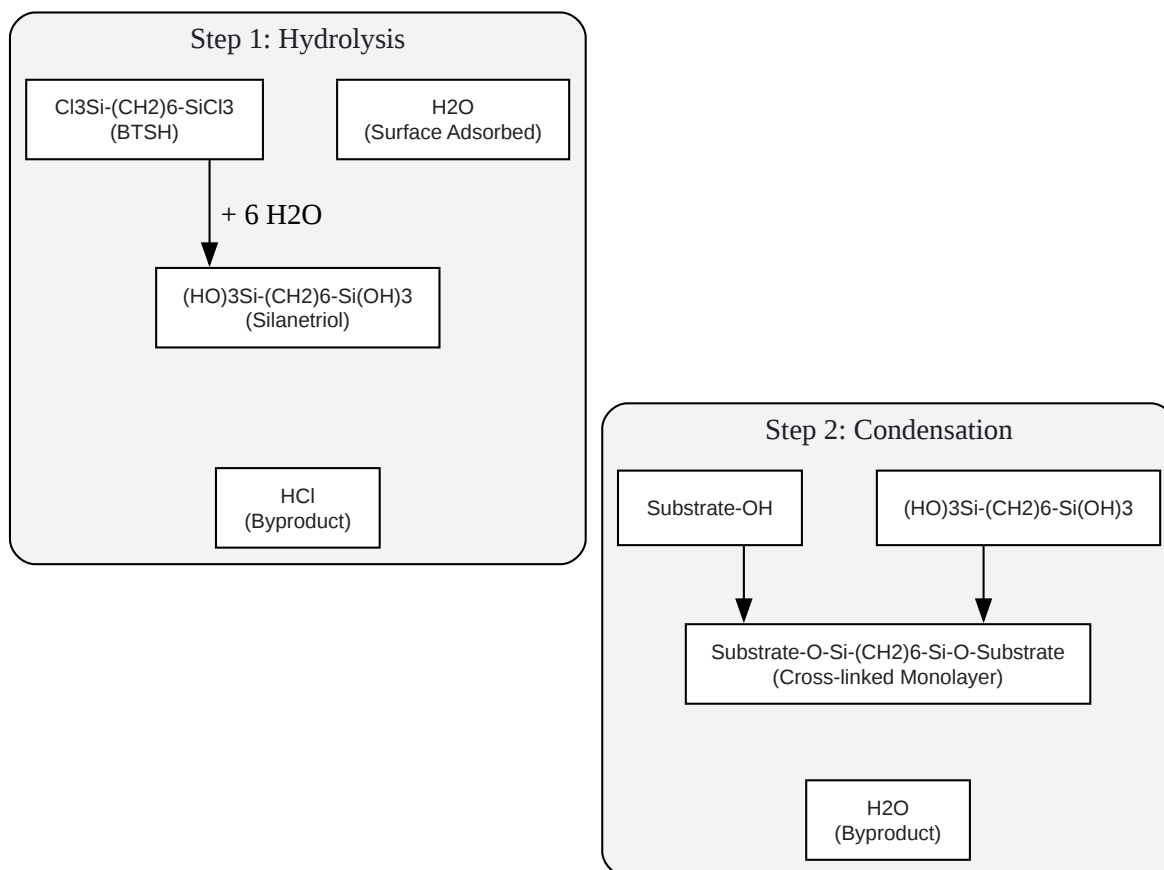 Step 1: Hydrolysis
Cl3Si-(CH2)6-SiCl3
(BTSH)
H2O
(Surface Adsorbed)
+ 6 H2O
(HO)3Si-(CH2)6-Si(OH)3
(Silanetriol)
HCl
(Byproduct)
Step 2: Condensation
Substrate-OH
(HO)3Si-(CH2)6-Si(OH)3
Substrate-O-Si-(CH2)6-Si-O-Substrate
(Cross-linked Monolayer)
H2O
(Byproduct)